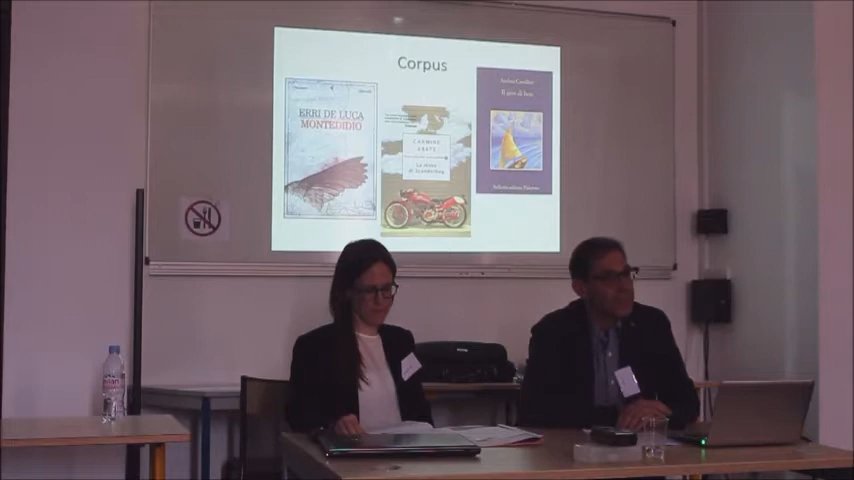 Corpus
ERRI DE LUCA
MONTEDIDIO
CARMINE
ABATE
La moto
di Scanderbeg
Andrea Camilleri
Il giro di boa
Sellerio editore Palermo